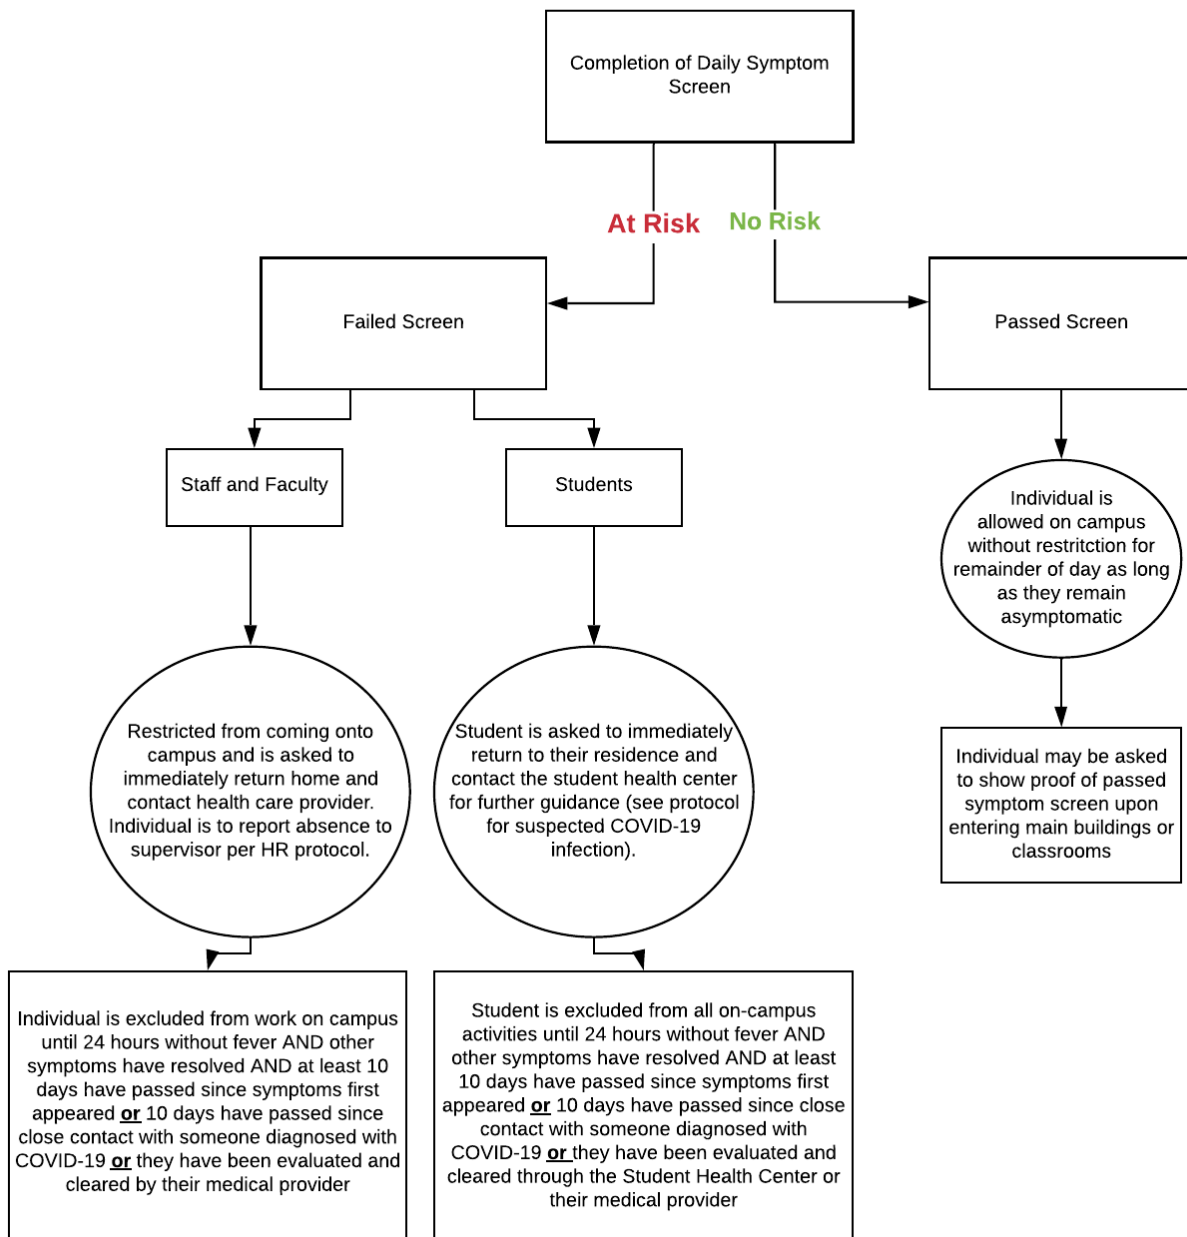 Completion of Daily Symptom
Screen
At Risk
No Risk
Failed Screen
Passed Screen
Staff and Faculty
Students
Individual is
allowed on campus
without restritction for
remainder of day as long
as they remain
asymptomatic
Restricted from coming onto
campus and is asked to
immediately return home and
contact health care provider.
Individual is to report absence to
supervisor per HR protocol.
Student is asked to immediately
return to their residence and
contact the student health center
for further guidance (see protocol
for suspected COVID-19
infection).
Individual may be asked
to show proof of passed
symptom screen upon
entering main buildings or
classrooms
Individual is excluded from work on campus
until 24 hours without fever AND other
symptoms have resolved AND at least 10
days have passed since symptoms first
appeared or 10 days have passed since
close contact with someone diagnosed with
COVID-19 or they have been evaluated and
cleared by their medical provider
Student is excluded from all on-campus
activities until 24 hours without fever AND
other symptoms have resolved AND at least
10 days have passed since symptoms first
appeared or 10 days have passed since close
contact with someone diagnosed with
COVID-19 or they have been evaluated and
cleared through the Student Health Center or
their medical provider